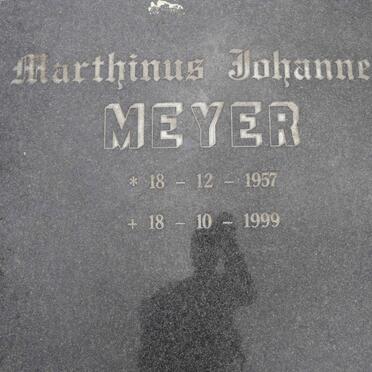 Marthinus Johanne
MEYER
* 18 - 12 - 1957
+ 18 - 10 - 1999